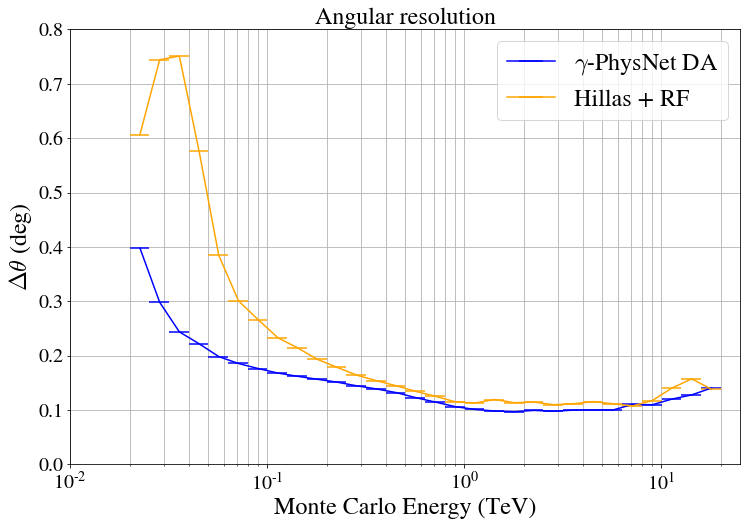 Angular resolution
γ-PhysNet DA
Hillas + RF
0.8
0.7
0.6
0.5
0.4
0.3
0.2
0.1
0.0
Δθ (deg)
10⁻² 10⁻¹ 10⁰ 10¹
Monte Carlo Energy (TeV)